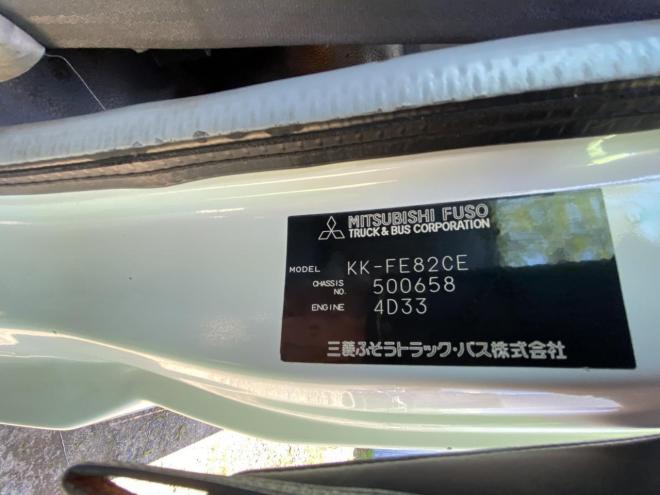 MITSUBISHI FUSO
TRUCK & BUS CORPORATION
MODEL KK-FE82CE
CHASSIS NO. 500658
ENGINE 4D33
三菱ふそうトラック・バス株式会社